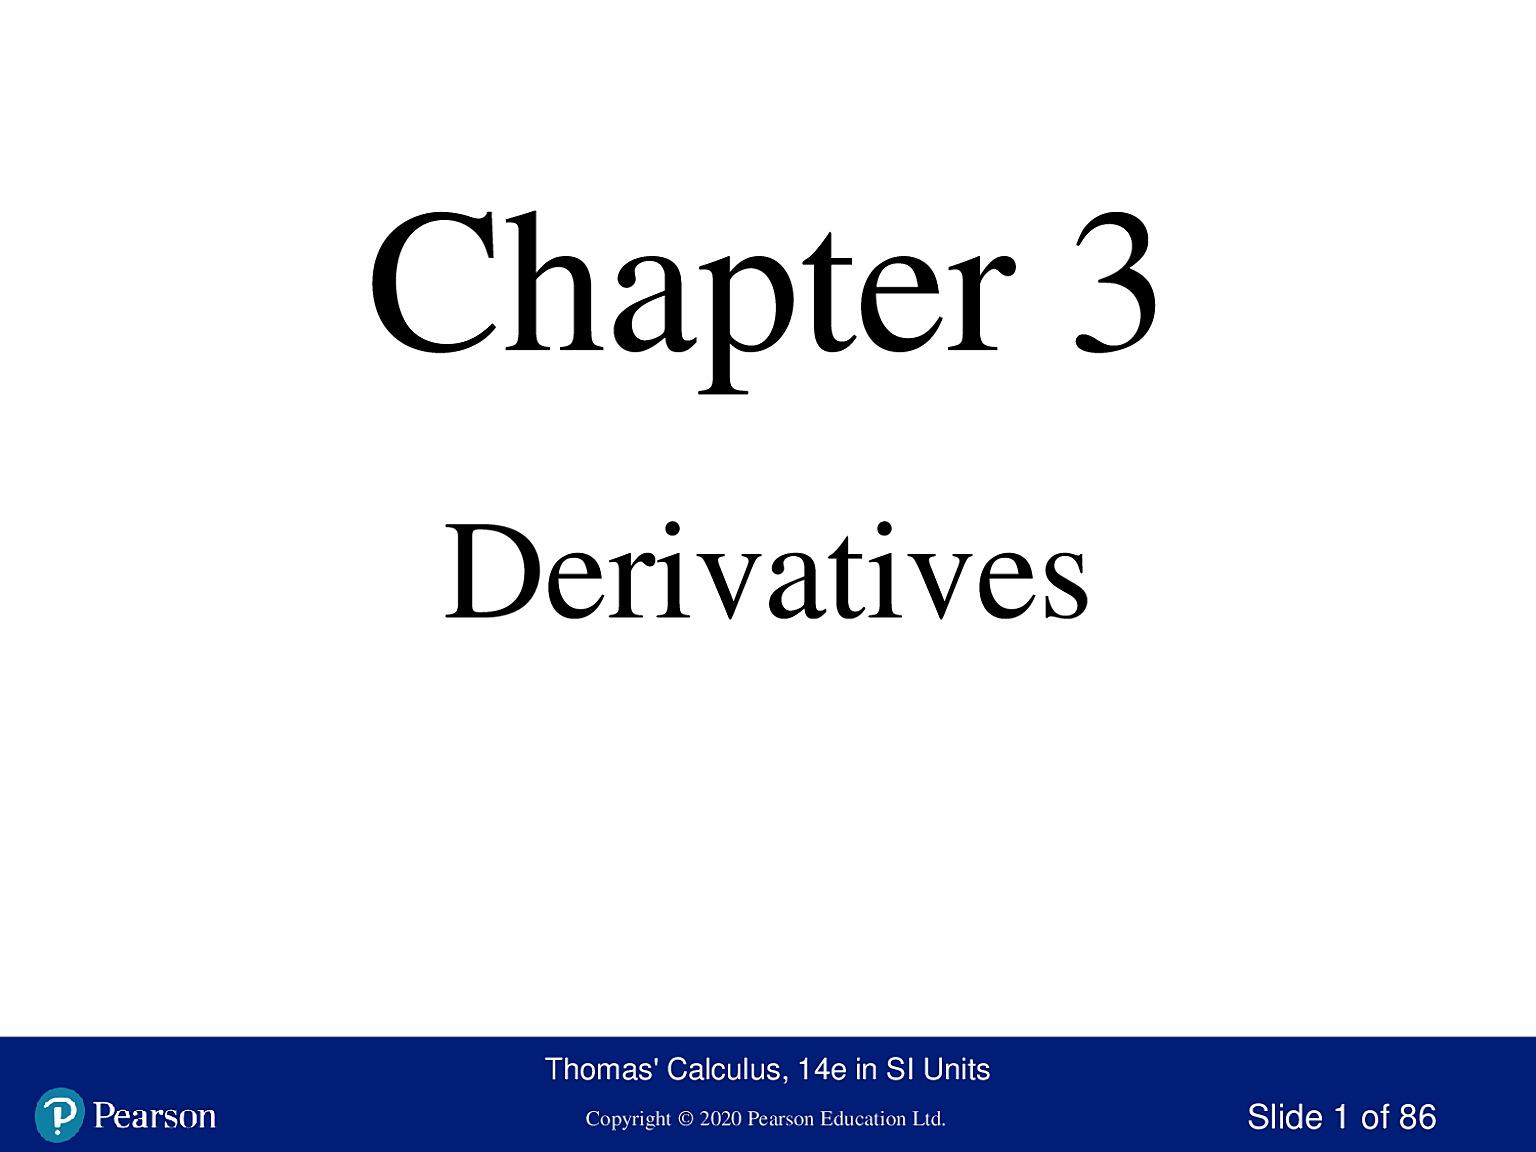 Chapter 3
Derivatives
Thomas' Calculus, 14e in SI Units
Pearson
Copyright © 2020 Pearson Education Ltd.
Slide 1 of 86